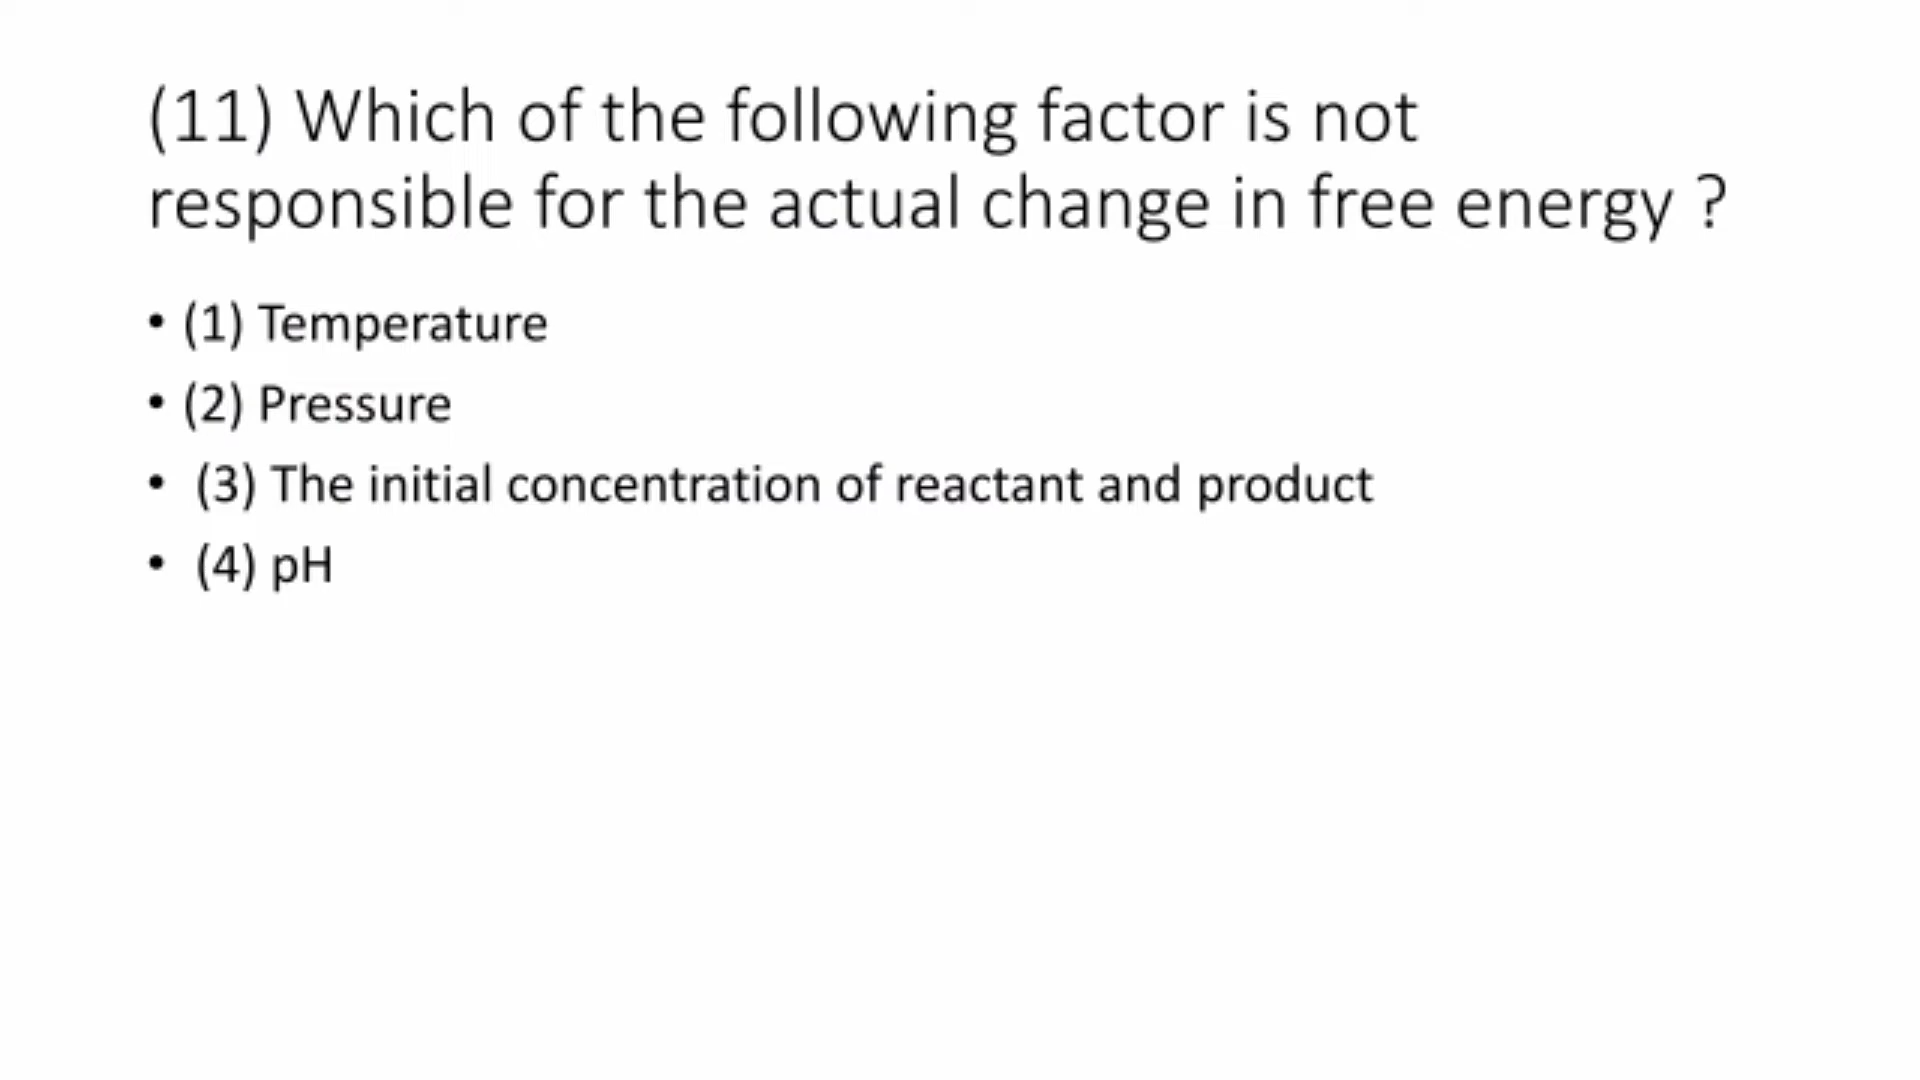 (11) Which of the following factor is not
responsible for the actual change in free energy ?
• (1) Temperature
• (2) Pressure
• (3) The initial concentration of reactant and product
• (4) pH